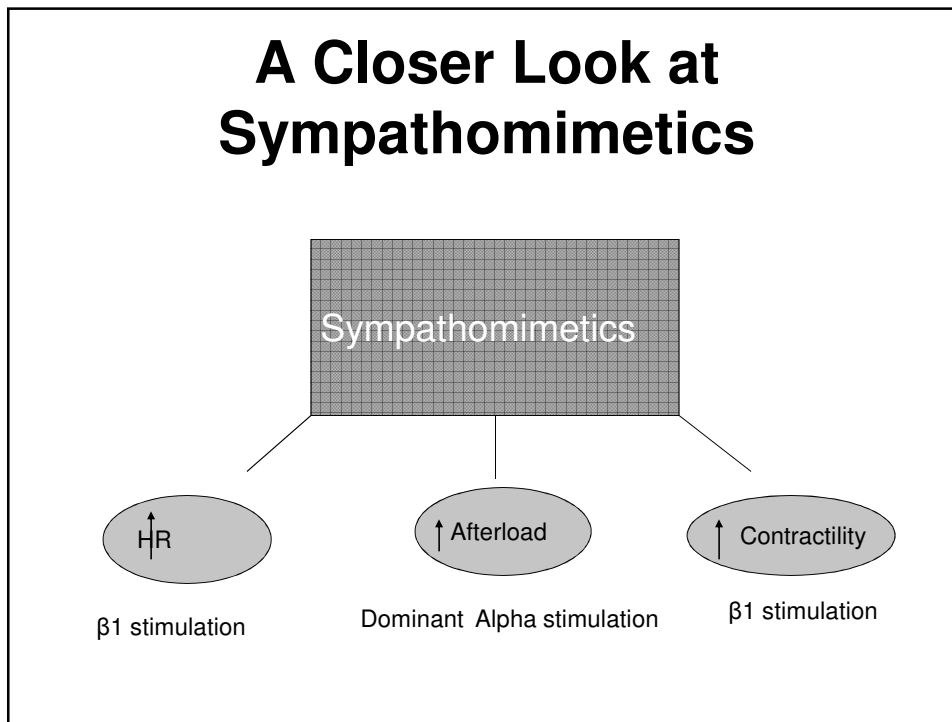 A Closer Look at
Sympathomimetics
Sympathomimetics
HR
Afterload
Contractility
β1 stimulation
Dominant Alpha stimulation
β1 stimulation